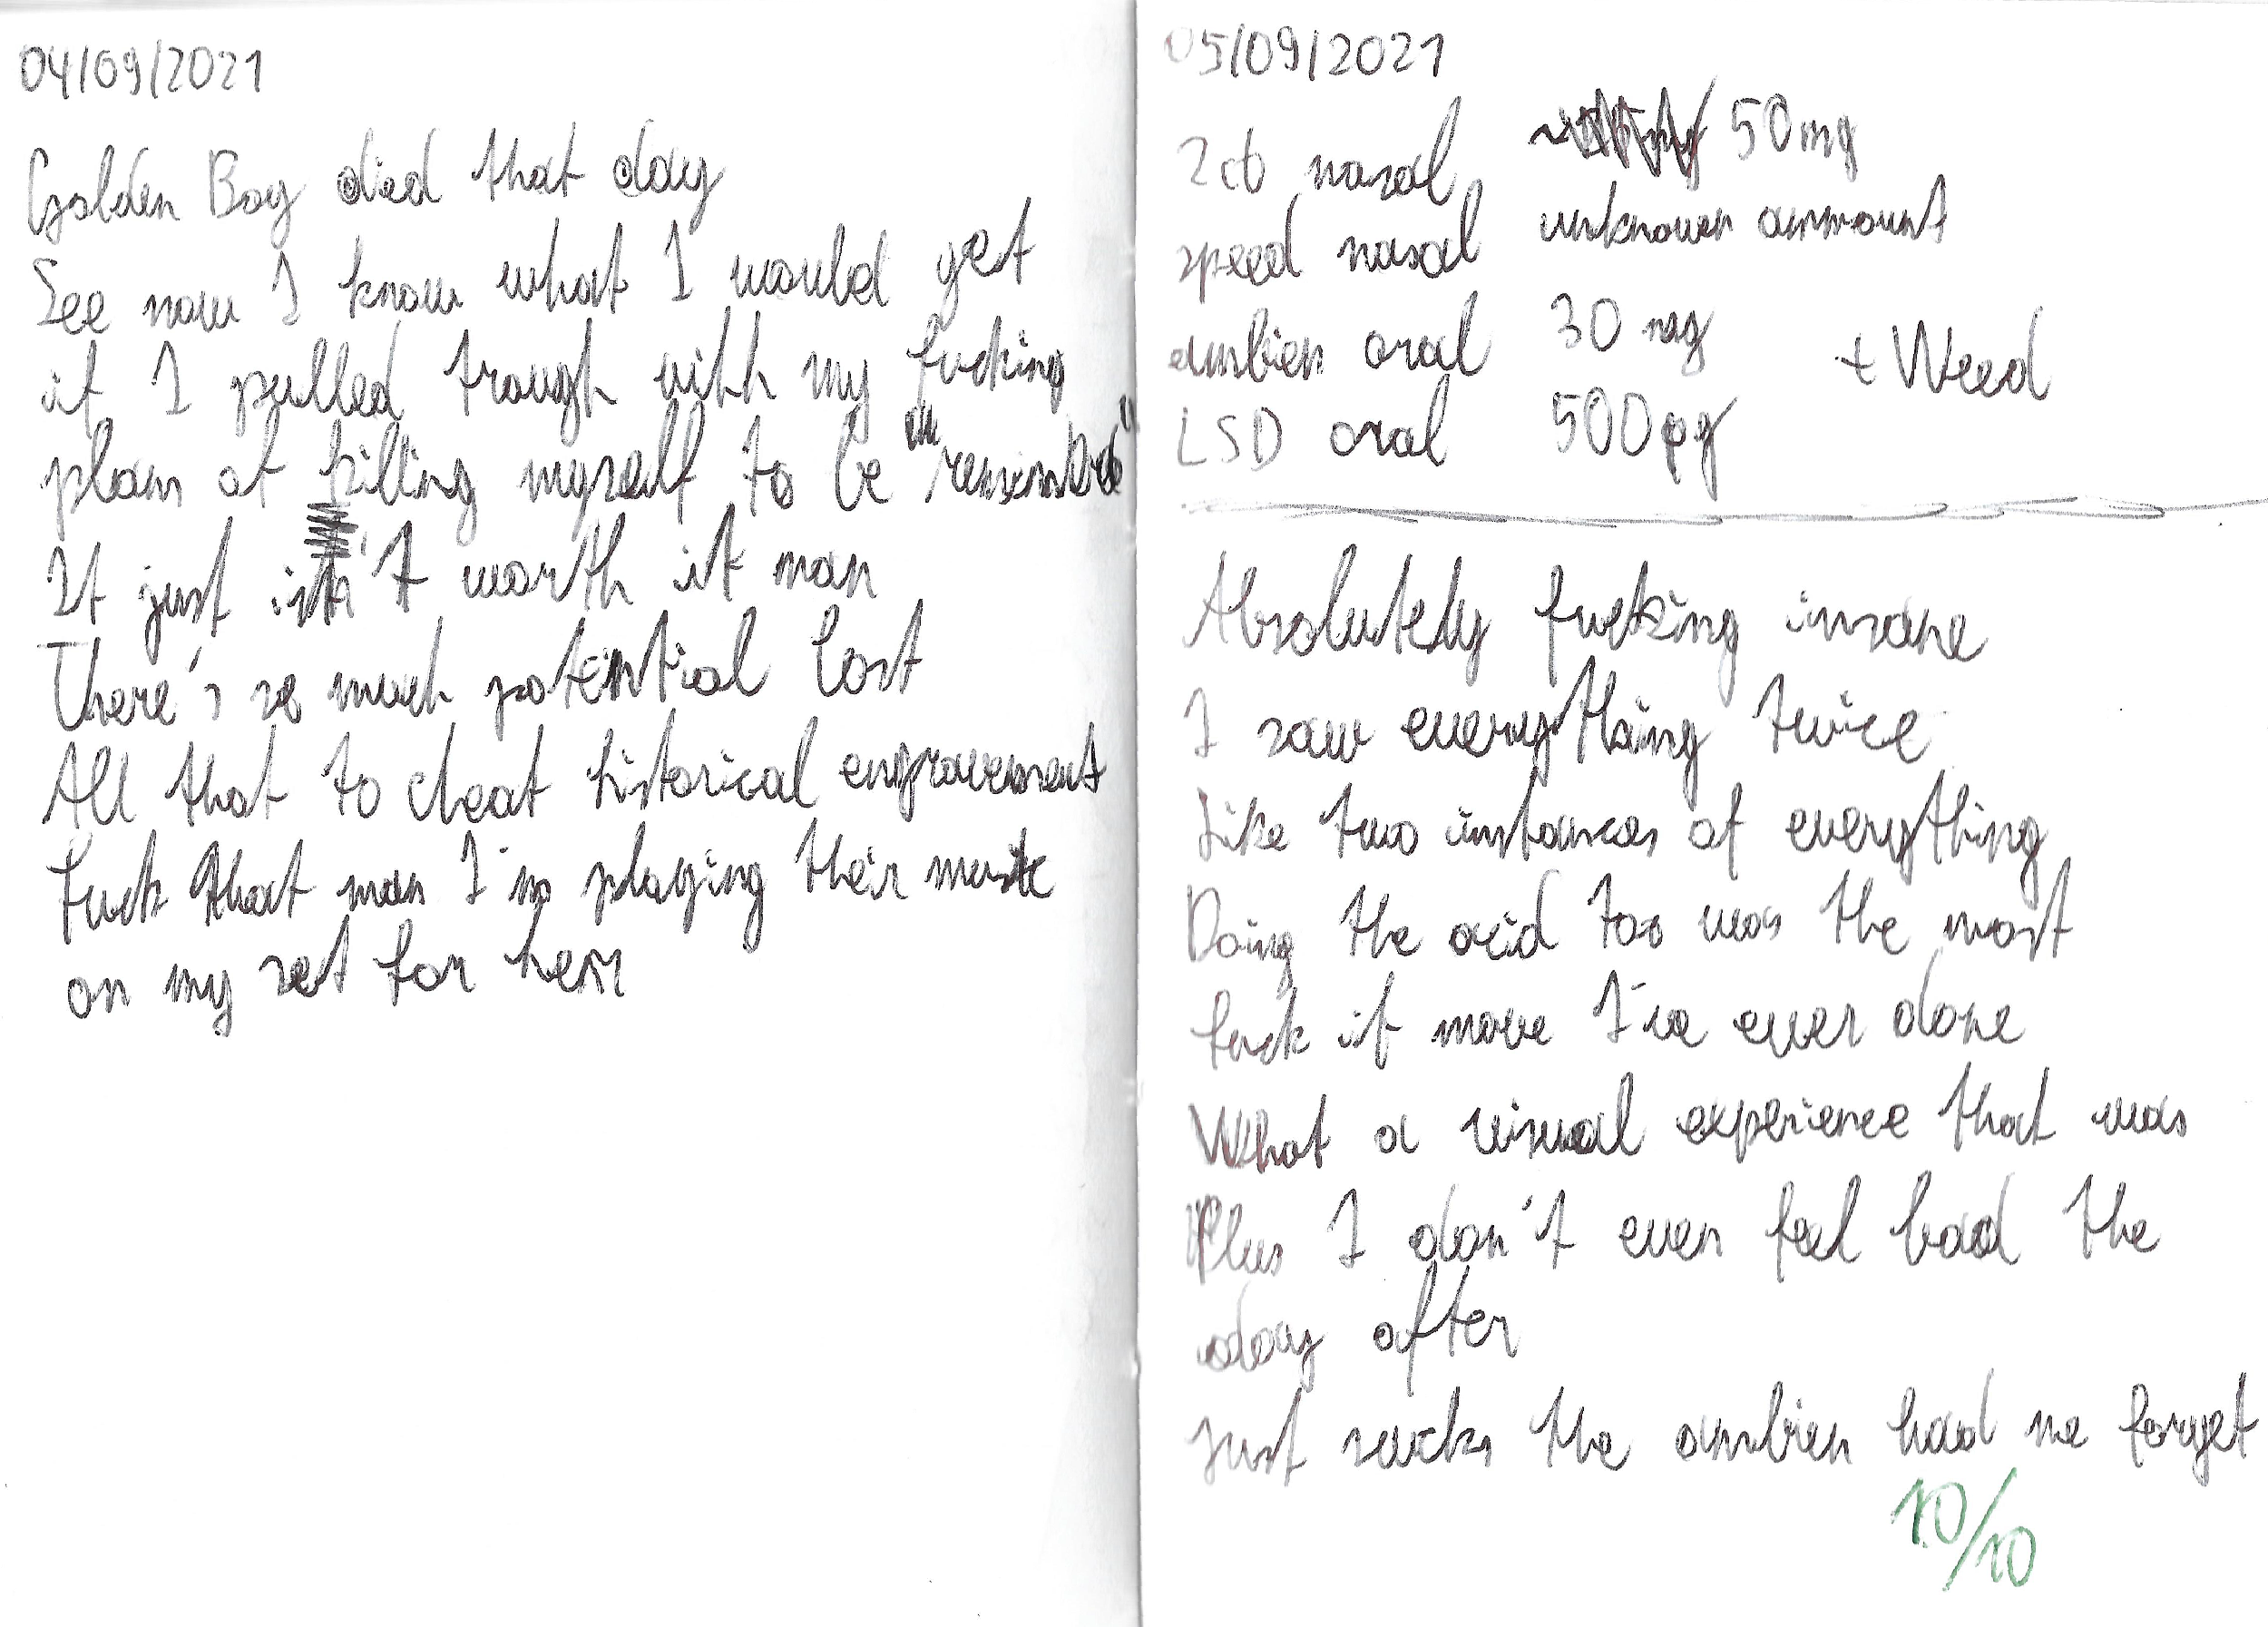 04/09/2021
Golden Boy died that day
See now I know what I would get
if I pulled trough with my fucking
plan of killing myself to be "remembered"
It just isn't worth it man
There's so much potential lost
All that to cheat historical engravement
Fuck that man I'm playing their music
on my set for hem
05/09/2021
2cb nasal 50mg
speed nasal unknown ammount
ambien oral 30 mg + Weed
LSD oral 500µg
Absolutely fucking insane
I saw everything twice
Like two instances of everything
Doing the acid too was the most
fuck it move I've ever done
What a visual experience that was
Plus I don't even feel bad the
day after
Just sucks the ambien had me forget
10/10